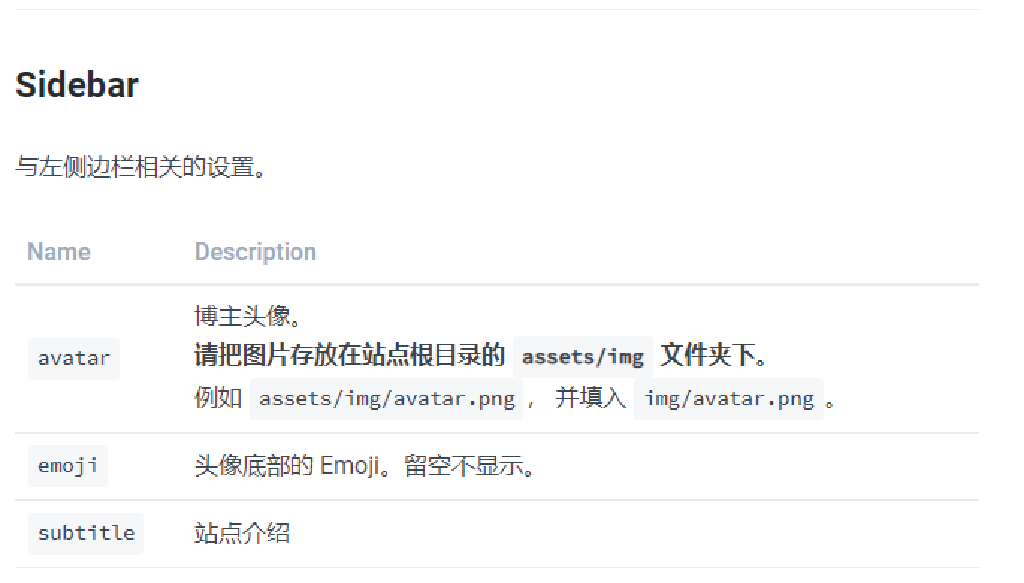 Sidebar
与左侧边栏相关的设置。
Name Description
博主头像。
avatar 请把图片存放在站点根目录的 assets/img 文件夹下。
例如 assets/img/avatar.png ， 并填入 img/avatar.png 。
emoji 头像底部的 Emoji。留空不显示。
subtitle 站点介绍